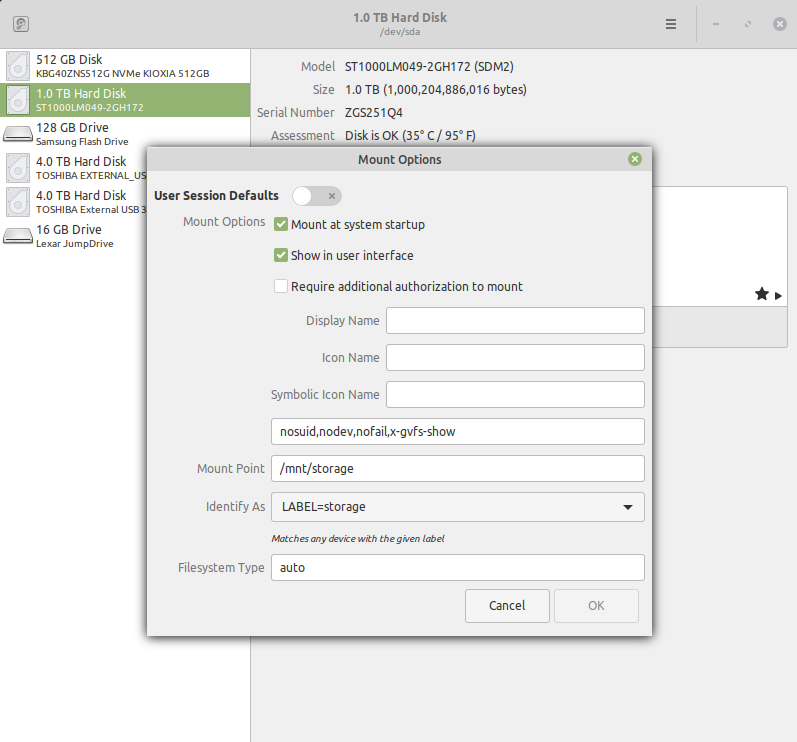 1.0 TB Hard Disk
/dev/sda
512 GB Disk
KBG40ZNS512G NVMe KIOXIA 512GB
1.0 TB Hard Disk
ST1000LM049-2GH172
128 GB Drive
Samsung Flash Drive
4.0 TB Hard Disk
TOSHIBA EXTERNAL_US
4.0 TB Hard Disk
TOSHIBA External USB 3
16 GB Drive
Lexar JumpDrive
Model ST1000LM049-2GH172 (SDM2)
Size 1.0 TB (1,000,204,886,016 bytes)
Serial Number ZGS251Q4
Assessment Disk is OK (35° C / 95° F)
Mount Options
User Session Defaults
Mount Options Mount at system startup
Show in user interface
Require additional authorization to mount
Display Name
Icon Name
Symbolic Icon Name
nosuid,nodev,nofail,x-gvfs-show
Mount Point /mnt/storage
Identify As LABEL=storage
Matches any device with the given label
Filesystem Type auto
Cancel OK